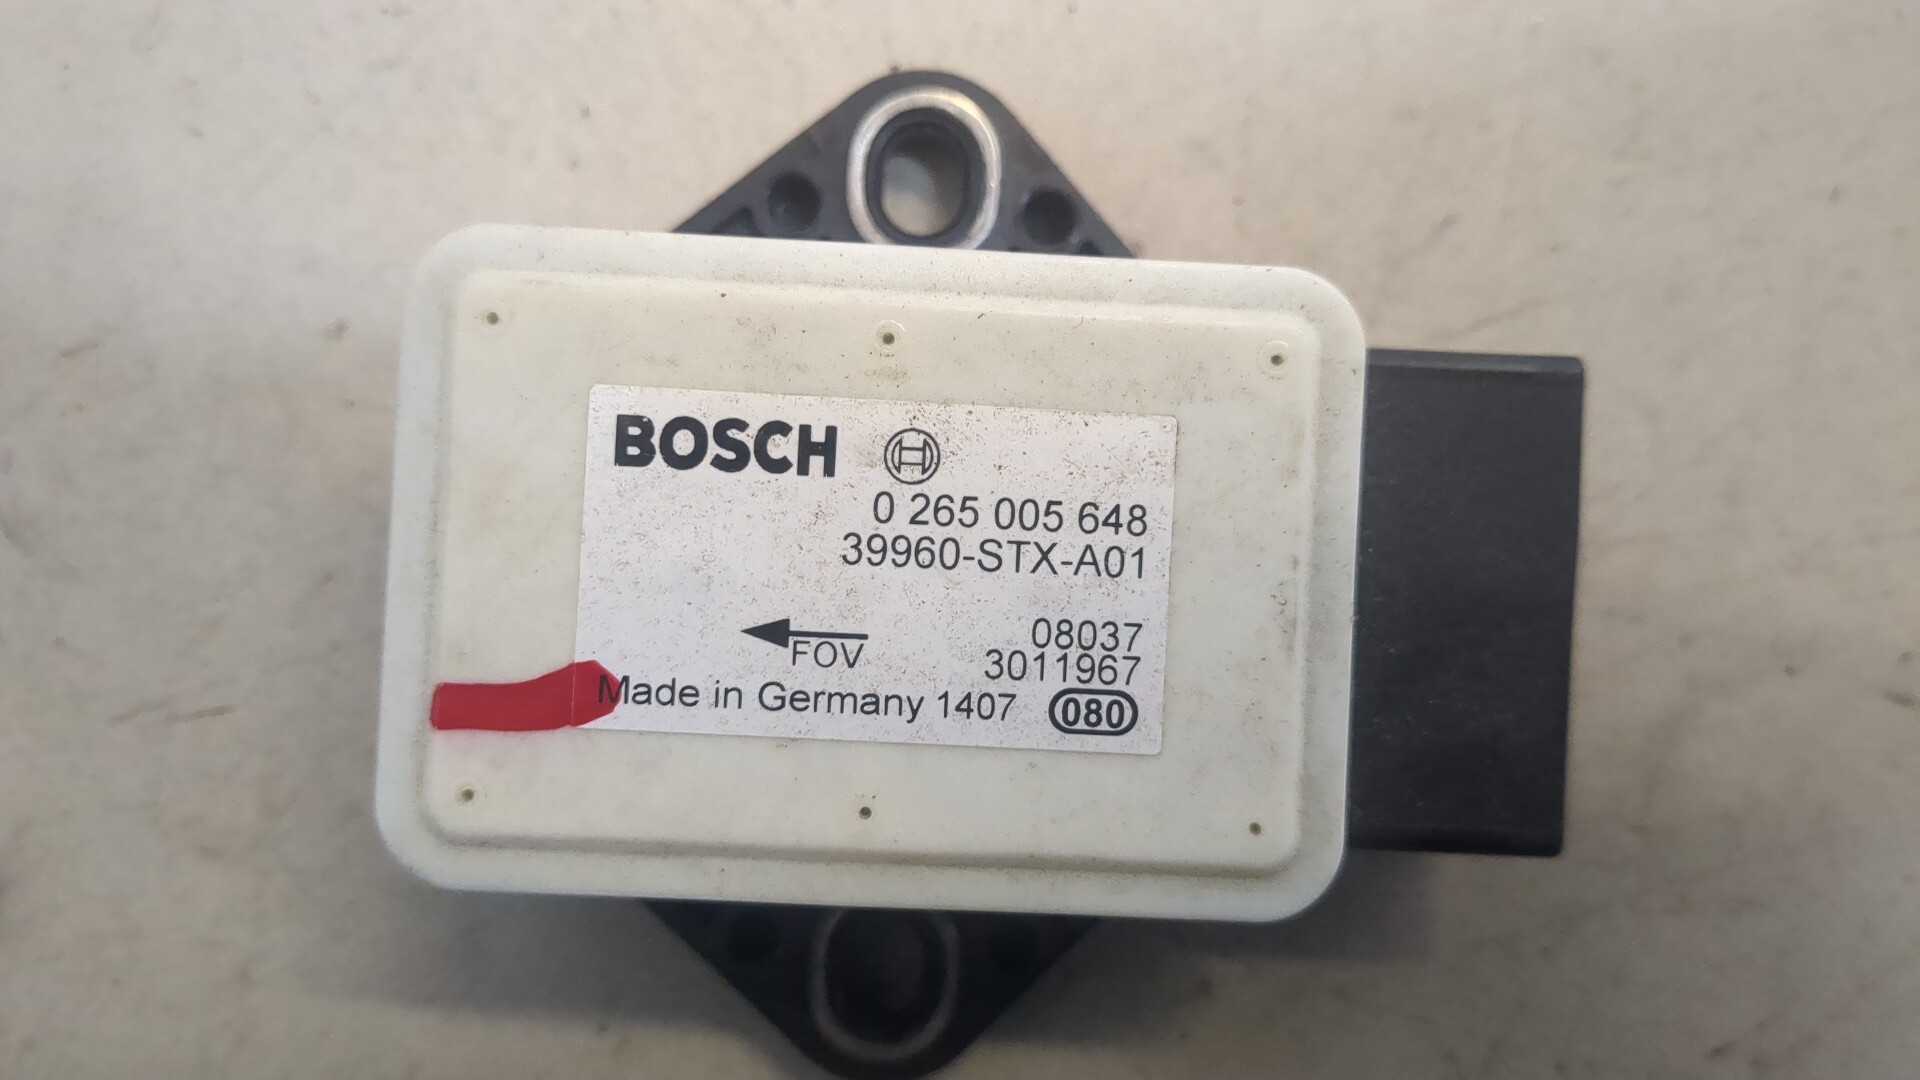 BOSCH
0 265 005 648
39960-STX-A01
08037
FOV
3011967
Made in Germany 1407 080